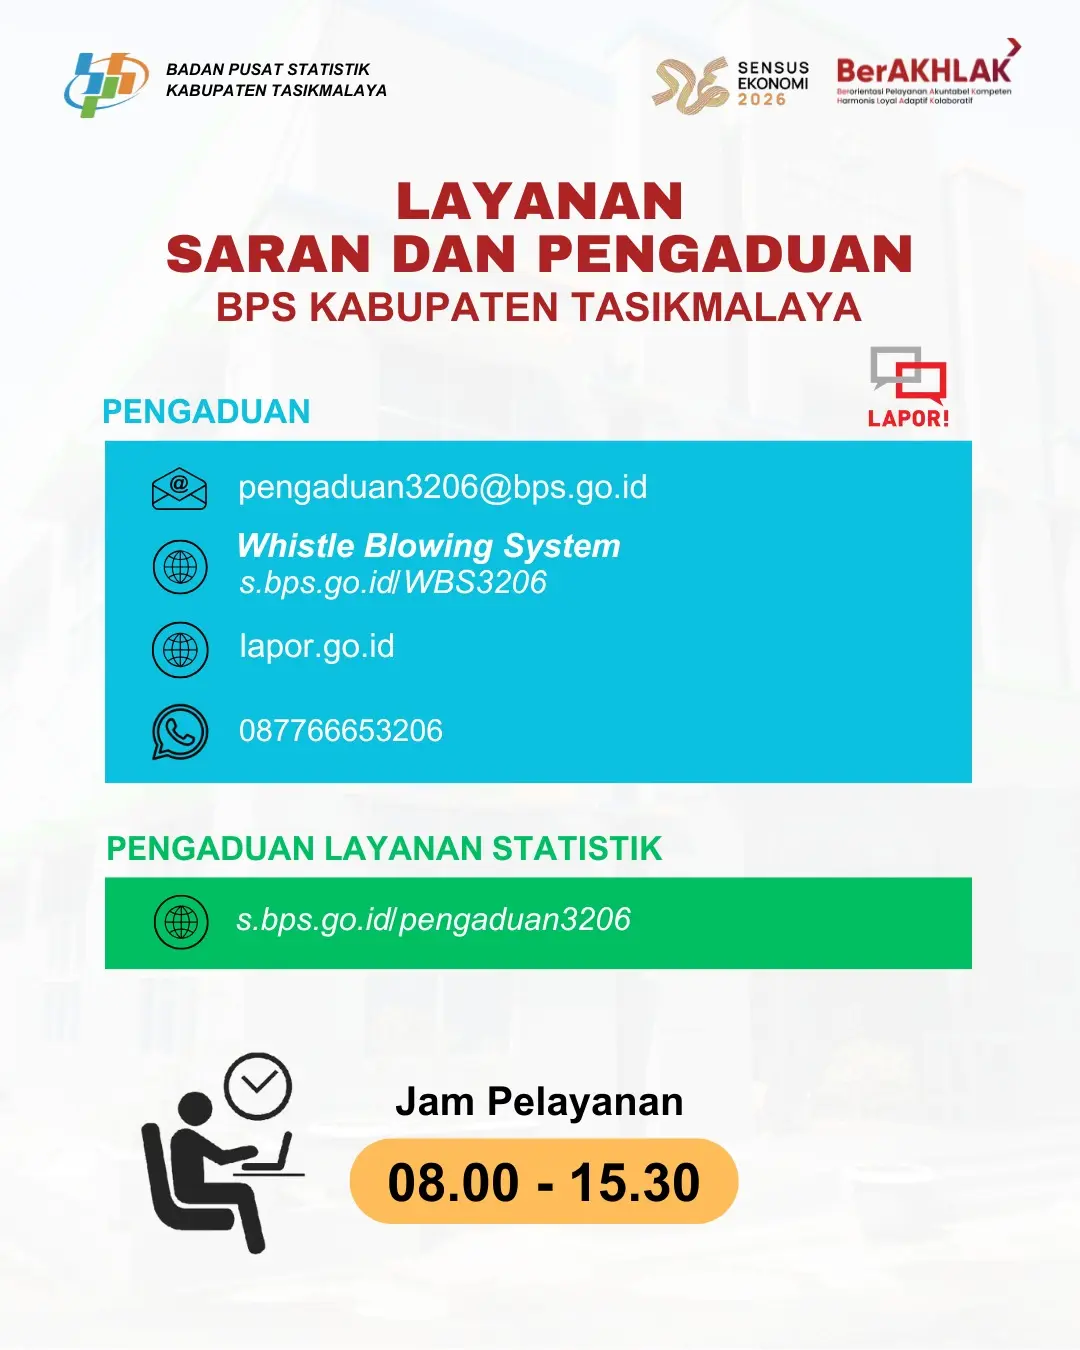 BADAN PUSAT STATISTIK
KABUPATEN TASIKMALAYA
SENSUS
EKONOMI
2026
BerAKHLAK
Berorientasi Pelayanan Akuntabel Kompeten
Harmonis Loyal Adaptif Kolaboratif
LAYANAN
SARAN DAN PENGADUAN
BPS KABUPATEN TASIKMALAYA
LAPOR!
PENGADUAN
pengaduan3206@bps.go.id
Whistle Blowing System
s.bps.go.id/WBS3206
lapor.go.id
087766653206
PENGADUAN LAYANAN STATISTIK
s.bps.go.id/pengaduan3206
Jam Pelayanan
08.00 - 15.30